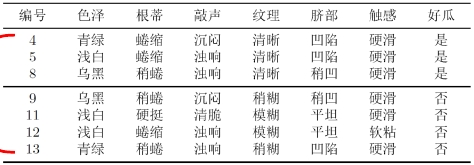 编号 色泽 根蒂 敲声 纹理 脐部 触感 好瓜
4 青绿 蜷缩 沉闷 清晰 凹陷 硬滑 是
5 浅白 蜷缩 浊响 清晰 凹陷 硬滑 是
8 乌黑 稍蜷 浊响 清晰 稍凹 硬滑 是
9 乌黑 稍蜷 沉闷 稍糊 稍凹 硬滑 否
11 浅白 硬挺 清脆 模糊 平坦 硬滑 否
12 浅白 蜷缩 浊响 模糊 平坦 软粘 否
13 青绿 稍蜷 浊响 稍糊 凹陷 硬滑 否